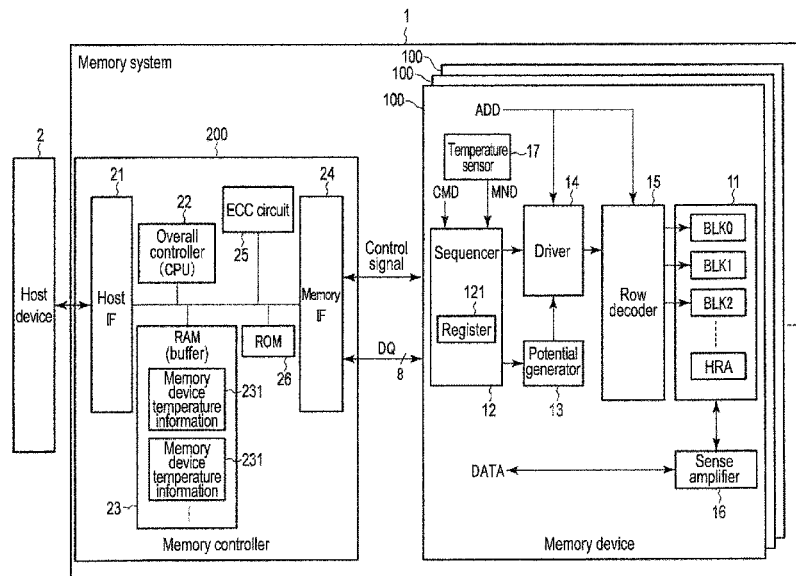 1
Memory system
100
100
100
ADD
2
200
21
22
24
ECC circuit
25
Overall
controller
(CPU)
Host
device
Host
IF
Memory
IF
RAM
(buffer)
ROM
26
Memory
device
temperature
information
231
Memory
device
temperature
information
231
23
Memory controller
Control
signal
DQ
8
Temperature
sensor
17
CMD
MND
14
15
11
Sequencer
121
Register
12
Driver
Potential
generator
13
Row
decoder
BLK0
BLK1
BLK2
HRA
DATA
Sense
amplifier
16
Memory device